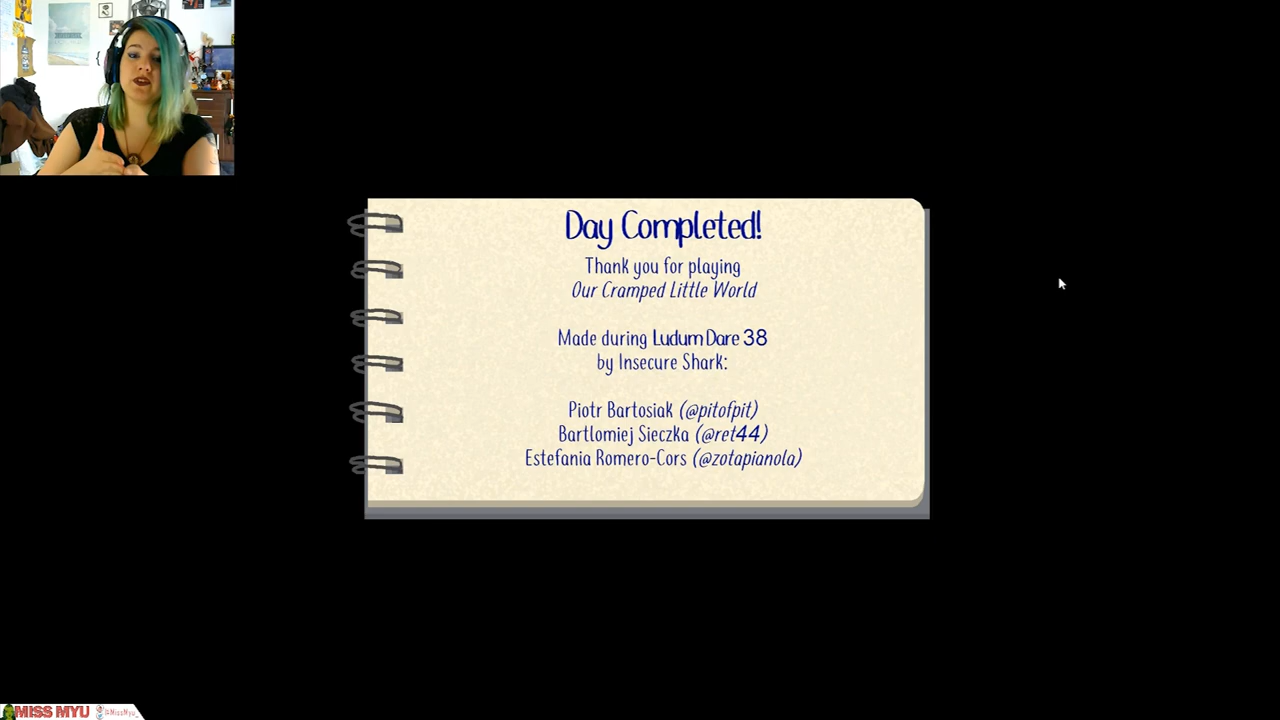 Day Completed!
Thank you for playing
Our Cramped Little World
Made during Ludum Dare 38
by Insecure Shark:
Piotr Bartosiak (@pitofpit)
Bartlomiej Sieczka (@ret44)
Estefania Romero-Cors (@zotapianola)
MISS MYU